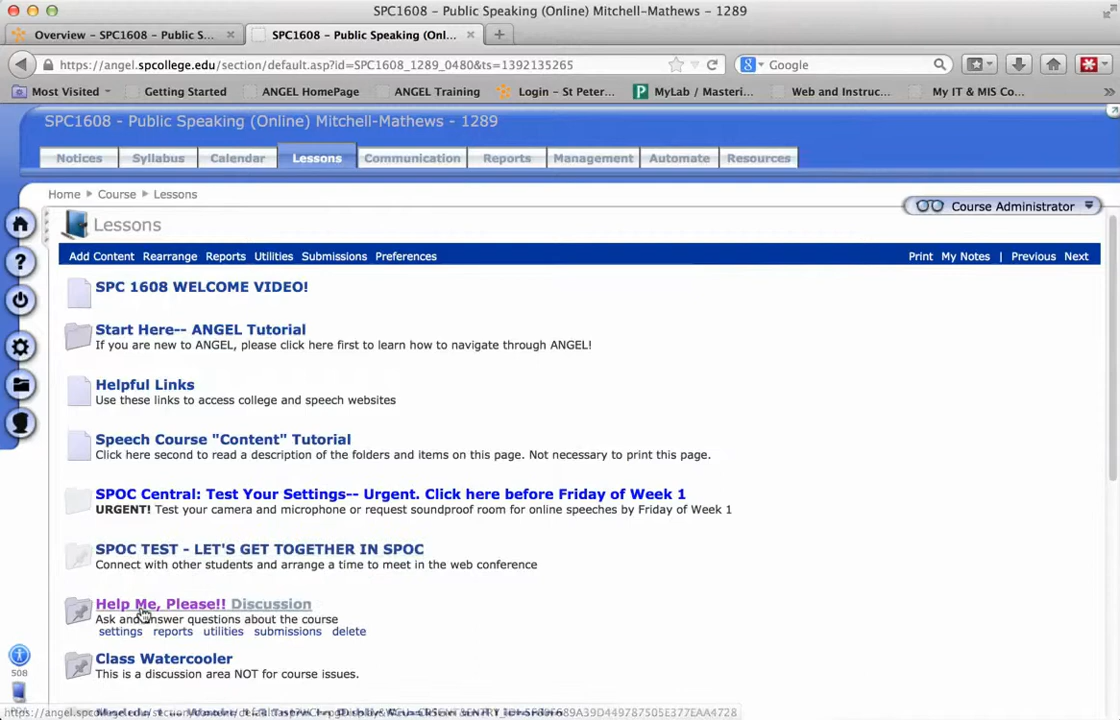 SPC1608 - Public Speaking (Online) Mitchell-Mathews - 1289
Overview - SPC1608 - Public S...
SPC1608 - Public Speaking (Onl...
https://angel.spcollege.edu/section/default.asp?id=SPC1608_1289_0480&ts=1392135265
Google
Most Visited Getting Started ANGEL HomePage ANGEL Training Login - St Peter... MyLab / Masteri... Web and Instruc... My IT & MIS Co...
SPC1608 - Public Speaking (Online) Mitchell-Mathews - 1289
Notices Syllabus Calendar Lessons Communication Reports Management Automate Resources
Home Course Lessons
Course Administrator
Lessons
Add Content Rearrange Reports Utilities Submissions Preferences Print My Notes | Previous Next
SPC 1608 WELCOME VIDEO!
Start Here-- ANGEL Tutorial
If you are new to ANGEL, please click here first to learn how to navigate through ANGEL!
Helpful Links
Use these links to access college and speech websites
Speech Course "Content" Tutorial
Click here second to read a description of the folders and items on this page. Not necessary to print this page.
SPOC Central: Test Your Settings-- Urgent. Click here before Friday of Week 1
URGENT! Test your camera and microphone or request soundproof room for online speeches by Friday of Week 1
SPOC TEST - LET'S GET TOGETHER IN SPOC
Connect with other students and arrange a time to meet in the web conference
Help Me, Please!! Discussion
Ask and answer questions about the course
settings reports utilities submissions delete
Class Watercooler
This is a discussion area NOT for course issues.
508